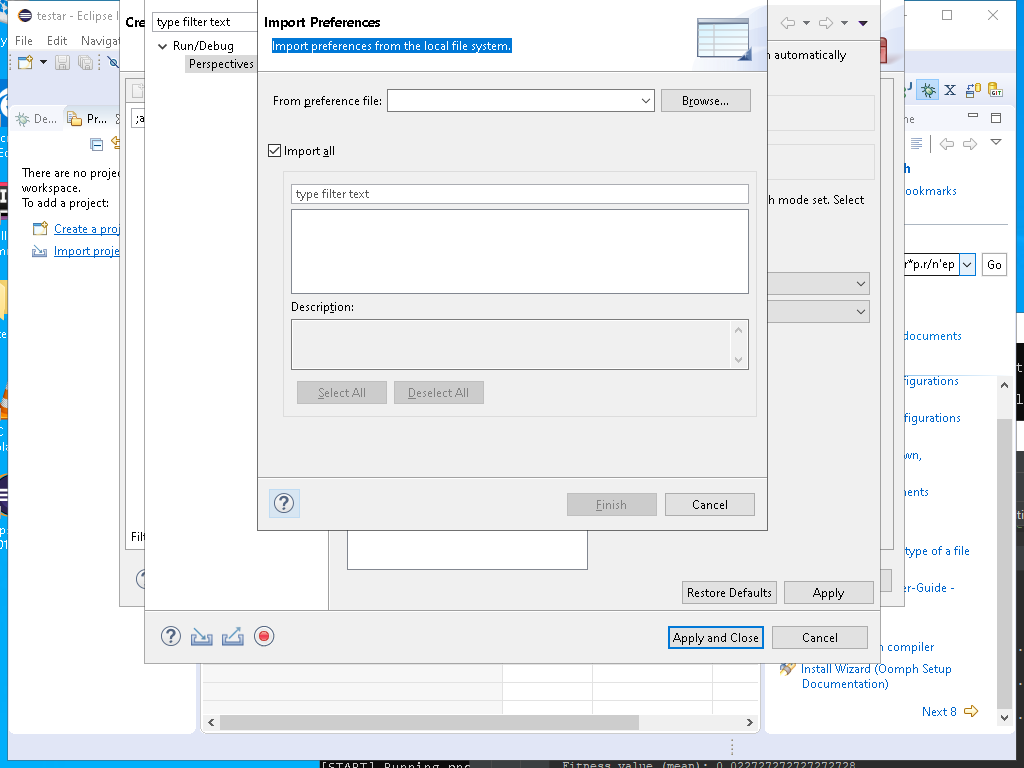 testar - Eclipse I
File Edit Navigat
Cre
type filter text
Run/Debug
Perspectives
Import Preferences
Import preferences from the local file system.
From preference file:
Browse...
Import all
type filter text
Description:
Select All
Deselect All
Finish
Cancel
automatically
h mode set. Select
Restore Defaults
Apply
Apply and Close
Cancel
De...
Pr...
There are no projec
workspace.
To add a project:
Create a proj
Import proje
;a
Filt
ne
h
ookmarks
r*p.r/n'ep
Go
documents
figurations
figurations
wn,
ments
type of a file
er-Guide -
n compiler
Install Wizard (Oomph Setup
Documentation)
Next 8
[START] Running
Fitness value (mean): 0.022727272727272728